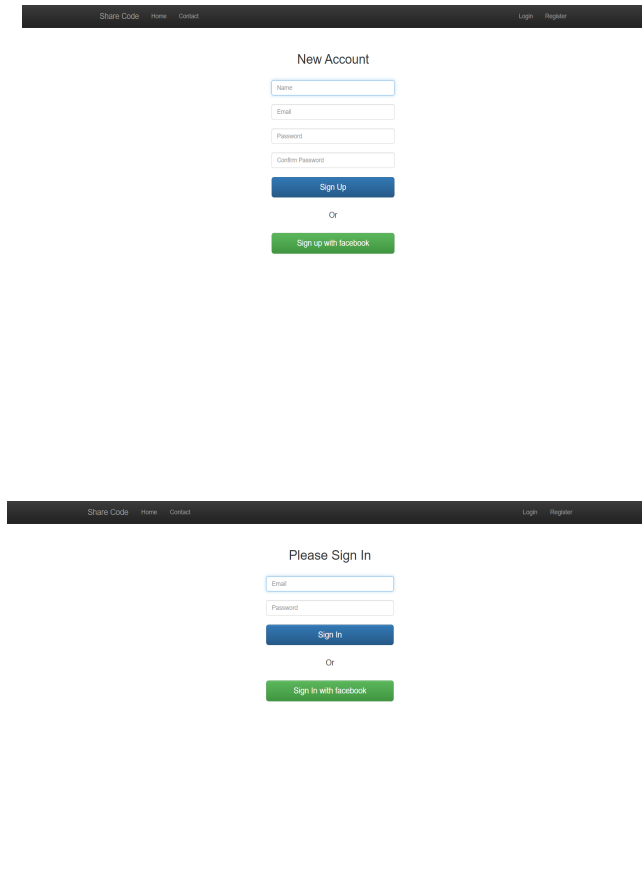 Share Code Home Contact Login Register
New Account
Name
Email
Password
Confirm Password
Sign Up
Or
Sign up with facebook
Share Code Home Contact Login Register
Please Sign In
Email
Password
Sign In
Or
Sign In with facebook